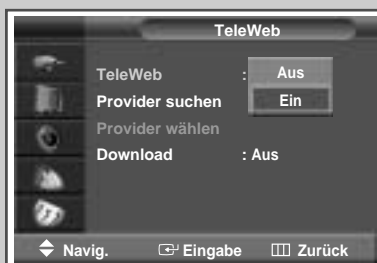 TeleWeb
TeleWeb : Aus
Provider suchen Ein
Provider wählen
Download : Aus
Navig. Eingabe Zurück